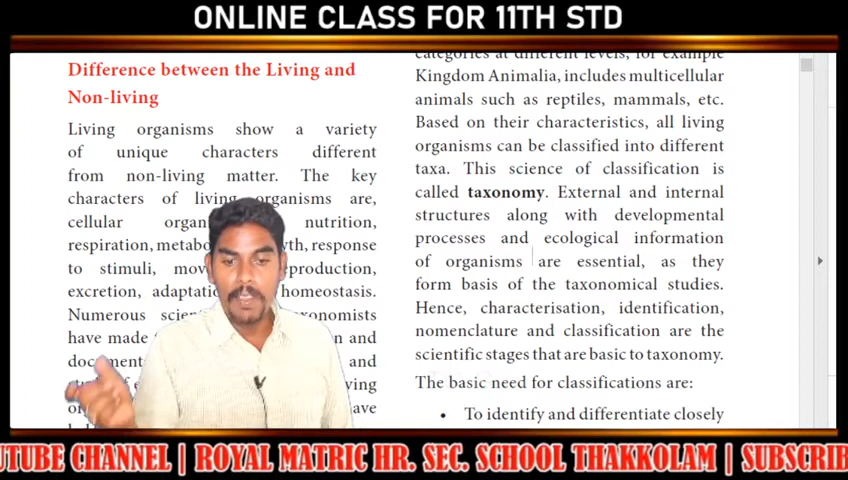 ONLINE CLASS FOR 11TH STD
Difference between the Living and
Non-living
Living organisms show a variety
of unique characters different
from non-living matter. The key
characters of living organisms are,
cellular nutrition,
respiration, response
to stimuli,
excretion, homeostasis.
Numerous
have made and
and
categories at different levels, for example
Kingdom Animalia, includes multicellular
animals such as reptiles, mammals, etc.
Based on their characteristics, all living
organisms can be classified into different
taxa. This science of classification is
called taxonomy. External and internal
structures along with developmental
processes and ecological information
of organisms are essential, as they
form basis of the taxonomical studies.
Hence, characterisation, identification,
nomenclature and classification are the
scientific stages that are basic to taxonomy.
The basic need for classifications are:
• To identify and differentiate closely
UTUBE CHANNEL | ROYAL MATRIC HR. SEC. SCHOOL THAKKOLAM | SUBSCRIB